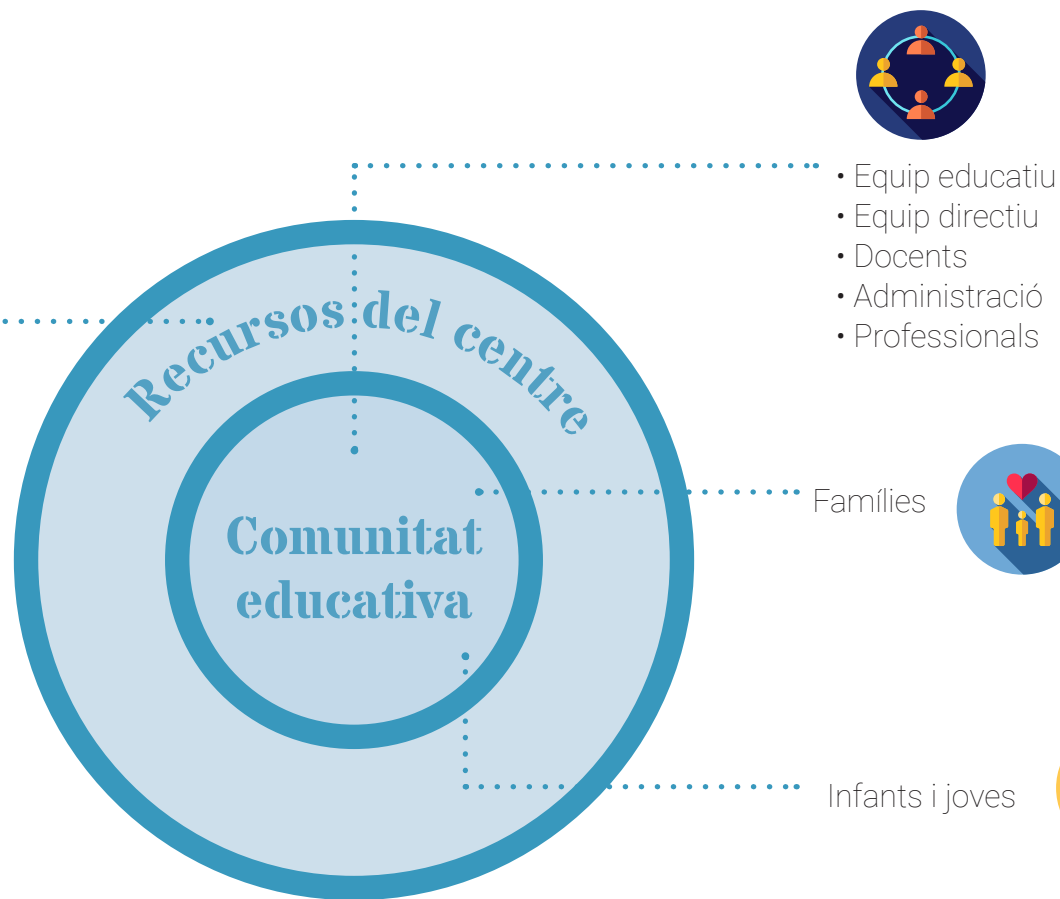 • Equip educatiu
• Equip directiu
• Docents
• Administració
• Professionals
Recursos del centre
Famílies
Comunitat
educativa
Infants i joves